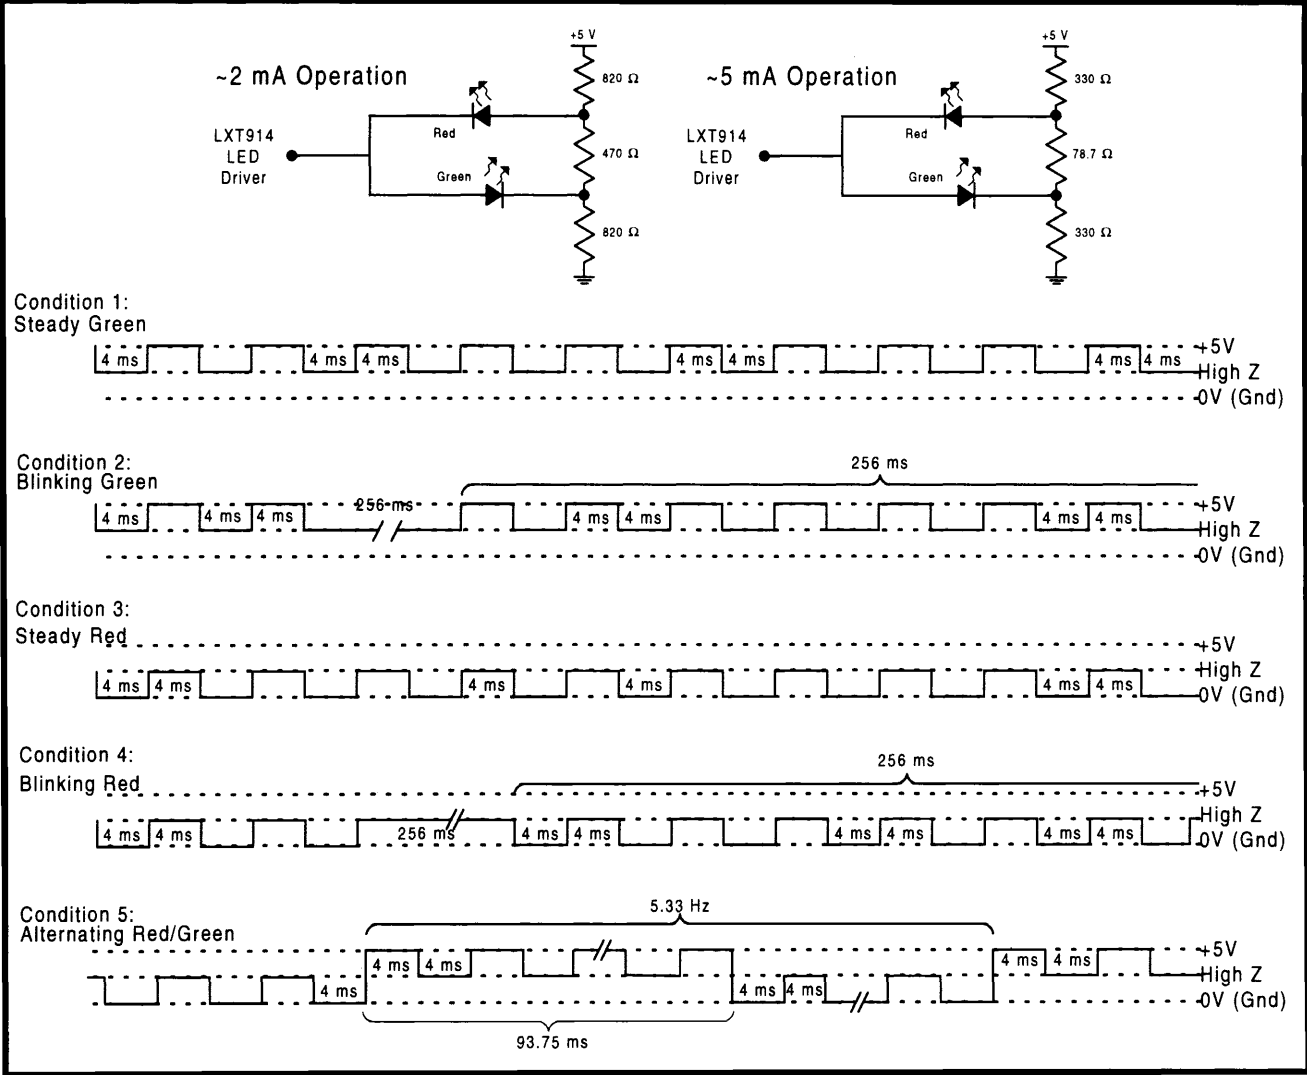 +5 V
+5 V
~2 mA Operation
820 Ω
~5 mA Operation
330 Ω
LXT914
LED
Driver
Red
470 Ω
Green
820 Ω
LXT914
LED
Driver
Red
78.7 Ω
Green
330 Ω
Condition 1:
Steady Green
4 ms 4 ms 4 ms 4 ms 4 ms 4 ms 4 ms
+5V
High Z
0V (Gnd)
Condition 2:
Blinking Green
256 ms
4 ms 4 ms 4 ms 256 ms 4 ms 4 ms 4 ms 4 ms
+5V
High Z
0V (Gnd)
Condition 3:
Steady Red
+5V
High Z
4 ms 4 ms 4 ms 4 ms 4 ms 4 ms
0V (Gnd)
Condition 4:
Blinking Red
256 ms
+5V
High Z
4 ms 4 ms 256 ms 4 ms 4 ms 4 ms 4 ms 4 ms 4 ms
0V (Gnd)
Condition 5:
Alternating Red/Green
5.33 Hz
+5V
4 ms 4 ms 4 ms 4 ms
High Z
4 ms 4 ms 4 ms
0V (Gnd)
93.75 ms